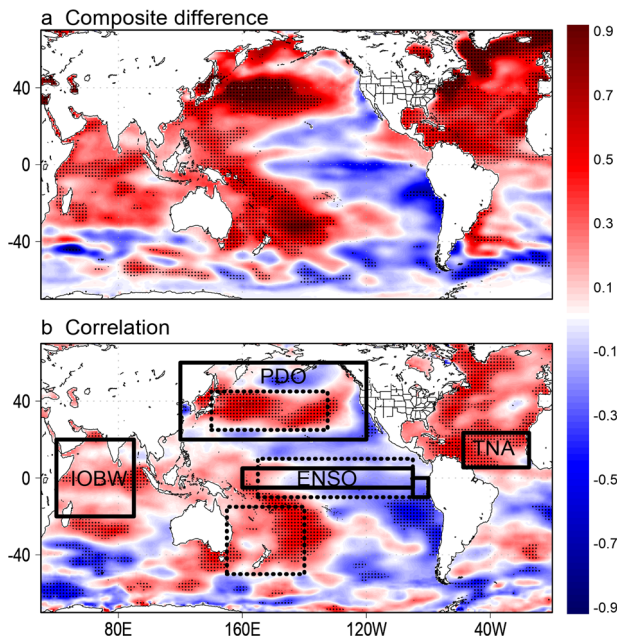 a Composite difference
40
0
-40
b Correlation
PDO
40
TNA
IOBW
ENSO
0
-40
80E 160W 120W 40W
0.9
0.7
0.5
0.3
0.1
-0.1
-0.3
-0.5
-0.7
-0.9